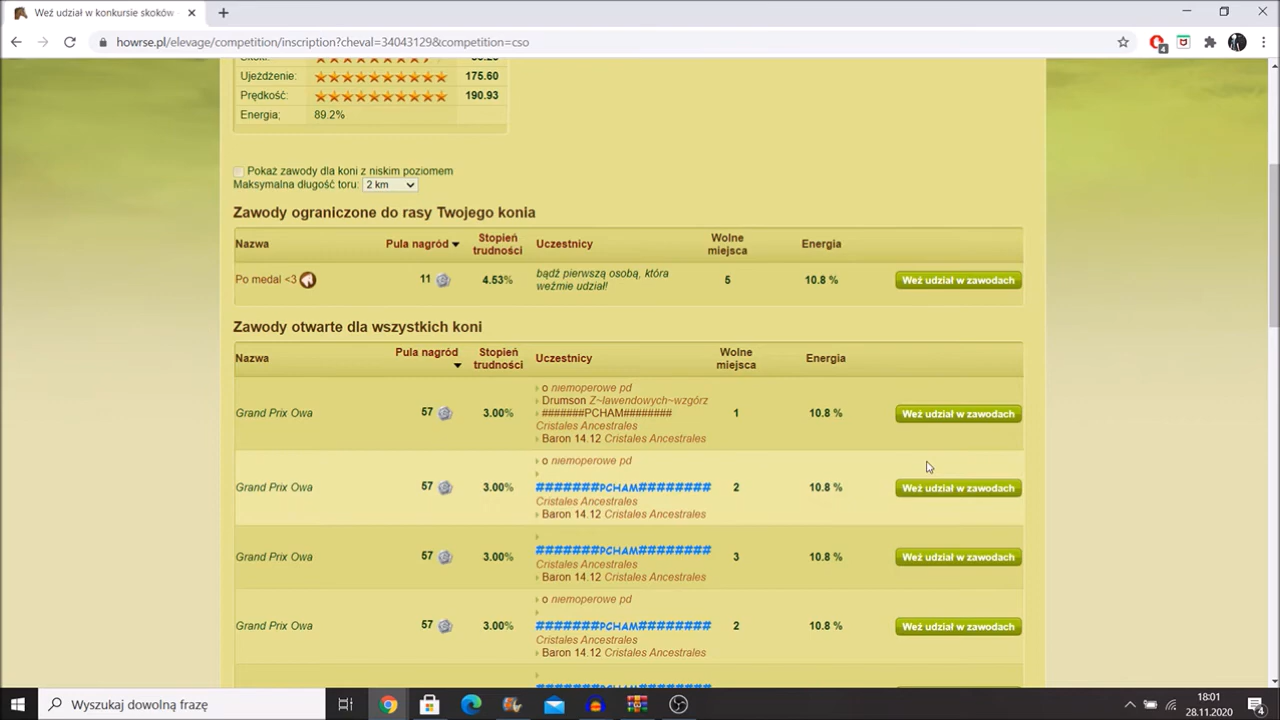 Weź udział w konkursie skoków
howrse.pl/elevage/competition/inscription?cheval=34043129&competition=cso
4
Ujeżdżenie: 175.60
Prędkość: 190.93
Energia; 89.2%
Pokaż zawody dla koni z niskim poziomem
Maksymalna długość toru: 2 km
Zawody ograniczone do rasy Twojego konia
Nazwa Pula nagród Stopień trudności Uczestnicy Wolne miejsca Energia
Po medal <3 11 4.53% bądź pierwszą osobą, która weźmie udział! 5 10.8 % Weź udział w zawodach
Zawody otwarte dla wszystkich koni
Nazwa Pula nagród Stopień trudności Uczestnicy Wolne miejsca Energia
o niemoperowe pd
Drumson Z~lawendowych~wzgórz
Grand Prix Owa 57 3.00% #######PCHAM######## 1 10.8 % Weź udział w zawodach
Cristales Ancestrales
Baron 14.12 Cristales Ancestrales
o niemoperowe pd
Grand Prix Owa 57 3.00% #######PCHAM######## 2 10.8 % Weź udział w zawodach
Cristales Ancestrales
Baron 14.12 Cristales Ancestrales
Grand Prix Owa 57 3.00% #######PCHAM######## 3 10.8 % Weź udział w zawodach
Cristales Ancestrales
Baron 14.12 Cristales Ancestrales
o niemoperowe pd
Grand Prix Owa 57 3.00% #######PCHAM######## 2 10.8 % Weź udział w zawodach
Cristales Ancestrales
Baron 14.12 Cristales Ancestrales
Wyszukaj dowolną frazę
18:01
28.11.2020
4